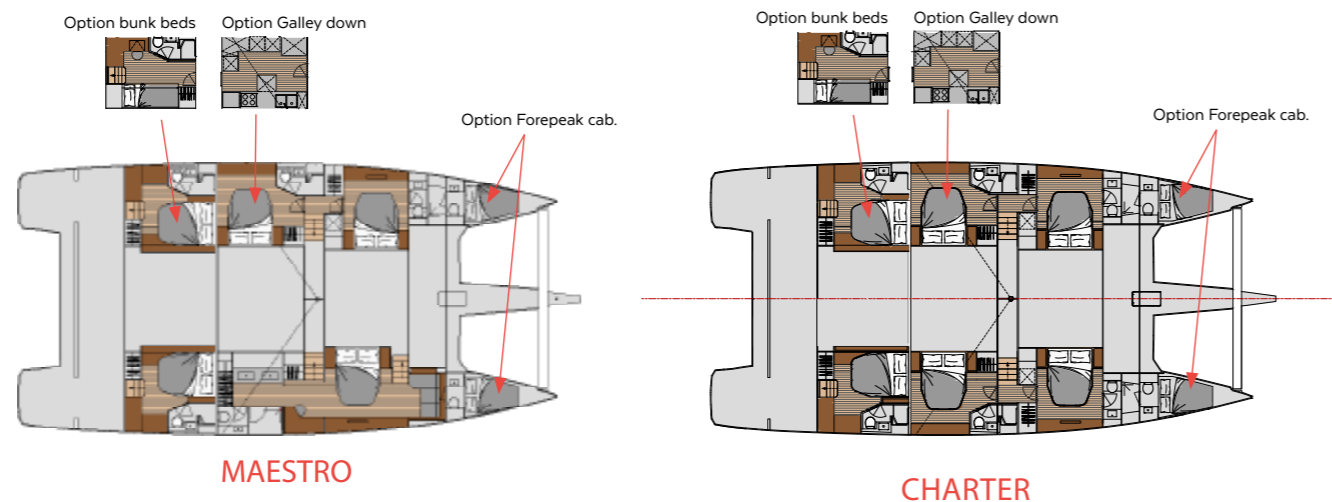 Option bunk beds
Option Galley down
Option Forepeak cab.
MAESTRO
Option bunk beds
Option Galley down
Option Forepeak cab.
CHARTER